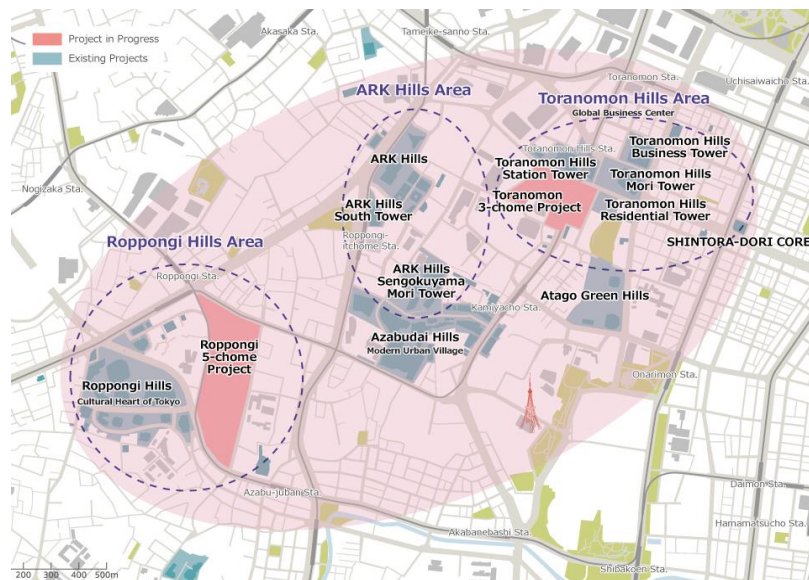 Project in Progress
Existing Projects
Akasaka Sta.
Tameike-sanno Sta.
Toranomon Sta.
Uchisaiwaicho Sta.
ARK Hills Area
Toranomon Hills Area
Global Business Center
Toranomon Hills Sta.
Toranomon Hills
Business Tower
ARK Hills
Toranomon Hills
Station Tower
Toranomon Hills
Mori Tower
Nogizaka Sta.
Toranomon
3-chome Project
Toranomon Hills
Residential Tower
ARK Hills
South Tower
Roppongi-
itchome Sta.
SHINTORA-DORI CORE
Roppongi Hills Area
Roppongi Sta.
ARK Hills
Sengokuyama
Mori Tower
Kamiyacho Sta.
Atago Green Hills
Azabudai Hills
Modern Urban Village
Roppongi
5-chome
Project
Onarimon Sta.
Roppongi Hills
Cultural Heart of Tokyo
Azabu-juban Sta.
Daimon Sta.
Hamamatsucho Sta.
Akabanebashi Sta.
Shibakoen Sta.
200 300 400 500m